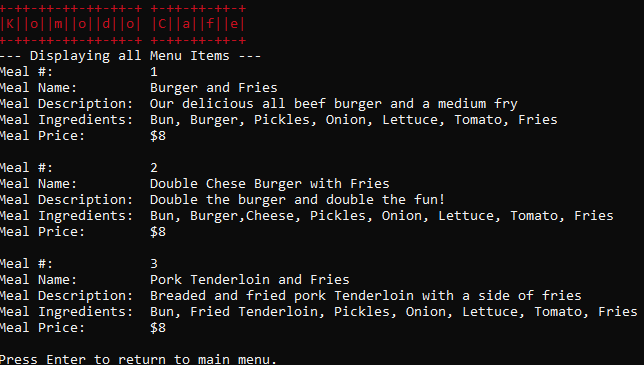 +-++-++-++-++-++-+ +-++-++-++-+
|K||o||m||o||d||o| |C||a||f||e|
+-++-++-++-++-++-+ +-++-++-++-+
--- Displaying all Menu Items ---
Meal #:           1
Meal Name:        Burger and Fries
Meal Description: Our delicious all beef burger and a medium fry
Meal Ingredients: Bun, Burger, Pickles, Onion, Lettuce, Tomato, Fries
Meal Price:       $8

Meal #:           2
Meal Name:        Double Chese Burger with Fries
Meal Description: Double the burger and double the fun!
Meal Ingredients: Bun, Burger,Cheese, Pickles, Onion, Lettuce, Tomato, Fries
Meal Price:       $8

Meal #:           3
Meal Name:        Pork Tenderloin and Fries
Meal Description: Breaded and fried pork Tenderloin with a side of fries
Meal Ingredients: Bun, Fried Tenderloin, Pickles, Onion, Lettuce, Tomato, Fries
Meal Price:       $8

Press Enter to return to main menu.